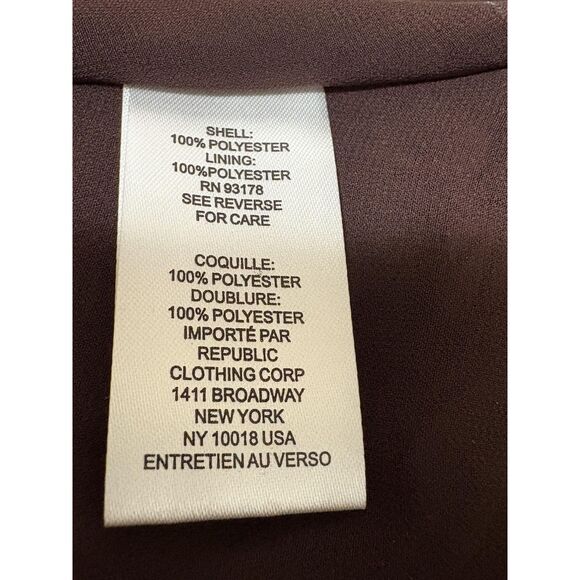 SHELL:
100% POLYESTER
LINING:
100%POLYESTER
RN 93178
SEE REVERSE
FOR CARE
COQUILLE:
100% POLYESTER
DOUBLURE:
100% POLYESTER
IMPORTÉ PAR
REPUBLIC
CLOTHING CORP
1411 BROADWAY
NEW YORK
NY 10018 USA
ENTRETIEN AU VERSO